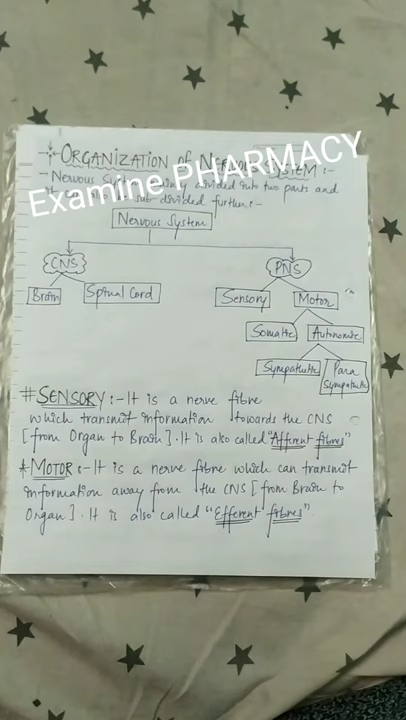 ORGANIZATION of NERVOUS SYSTEM :-
Examine PHARMACY
- Nervous divided into two parts and
sub divided further :-
Nervous System
CNS PNS
Brain Spinal Cord Sensory Motor
Somatic Autonomic
Sympathetic Para Sympathetic
# SENSORY :- It is a nerve fibre
which transmit information towards the CNS
[from Organ to Brain]. It is also called "Afferent fibres"
# MOTOR :- It is a nerve fibre which can transmit
information away from the CNS [from Brain to
Organ]. It is also called "Efferent fibres".